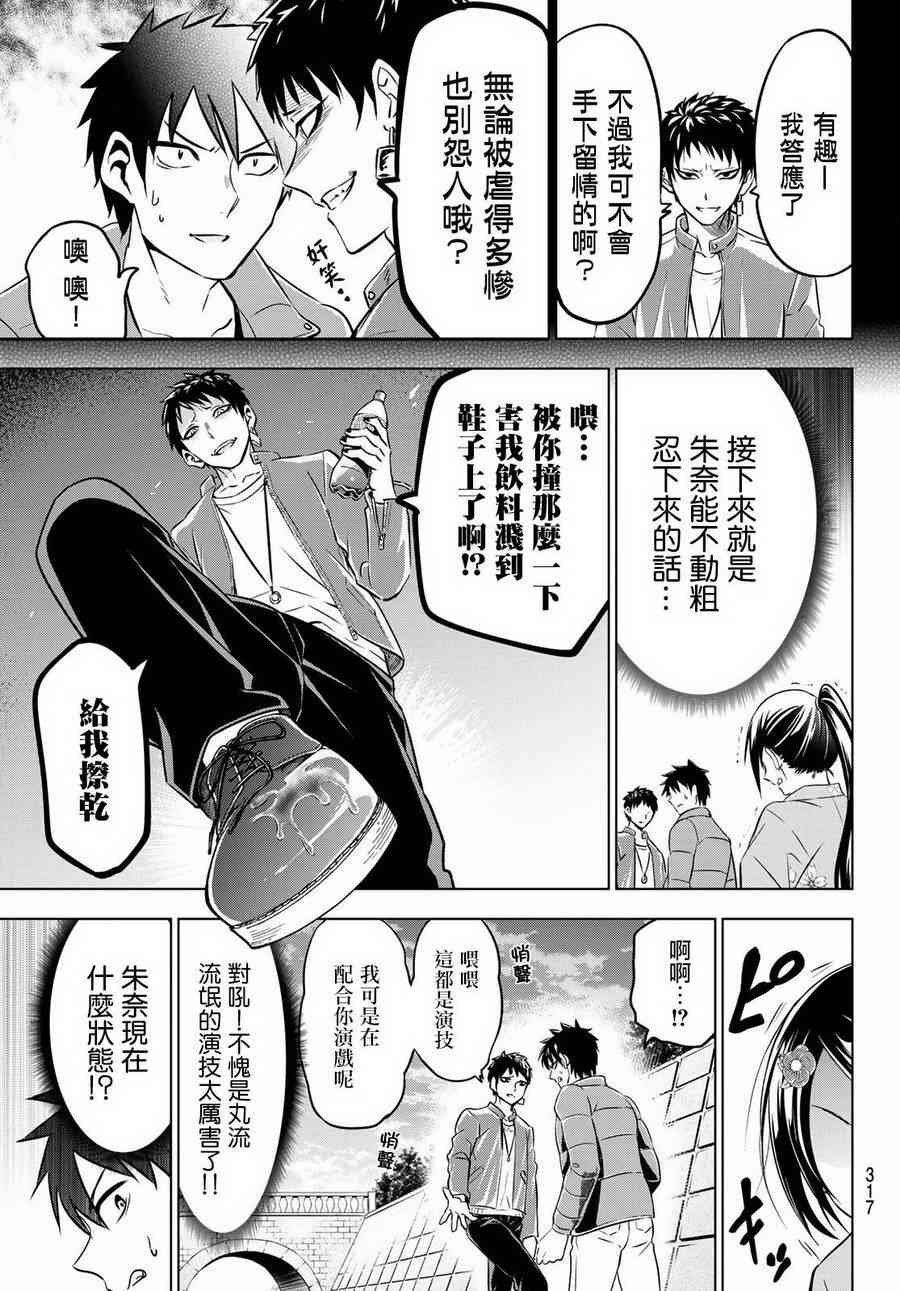 有趣—
我答應了
不過我可不會
手下留情的啊？
無論被虐得多慘
也別怨人哦？
奸笑…
噢噢！
接下來就是
朱奈能不動粗
忍下來的話…
喂…
被你撞那麼一下
害我飲料濺到
鞋子上了啊!?
給我擦乾
ピク
キッ
啊啊…!?
喂喂
這都是演技
悄聲
我可是在
配合你演戲呢
悄聲
對吼！不愧是丸流
流氓的演技太厲害了!!
朱奈現在
什麼狀態!?
317